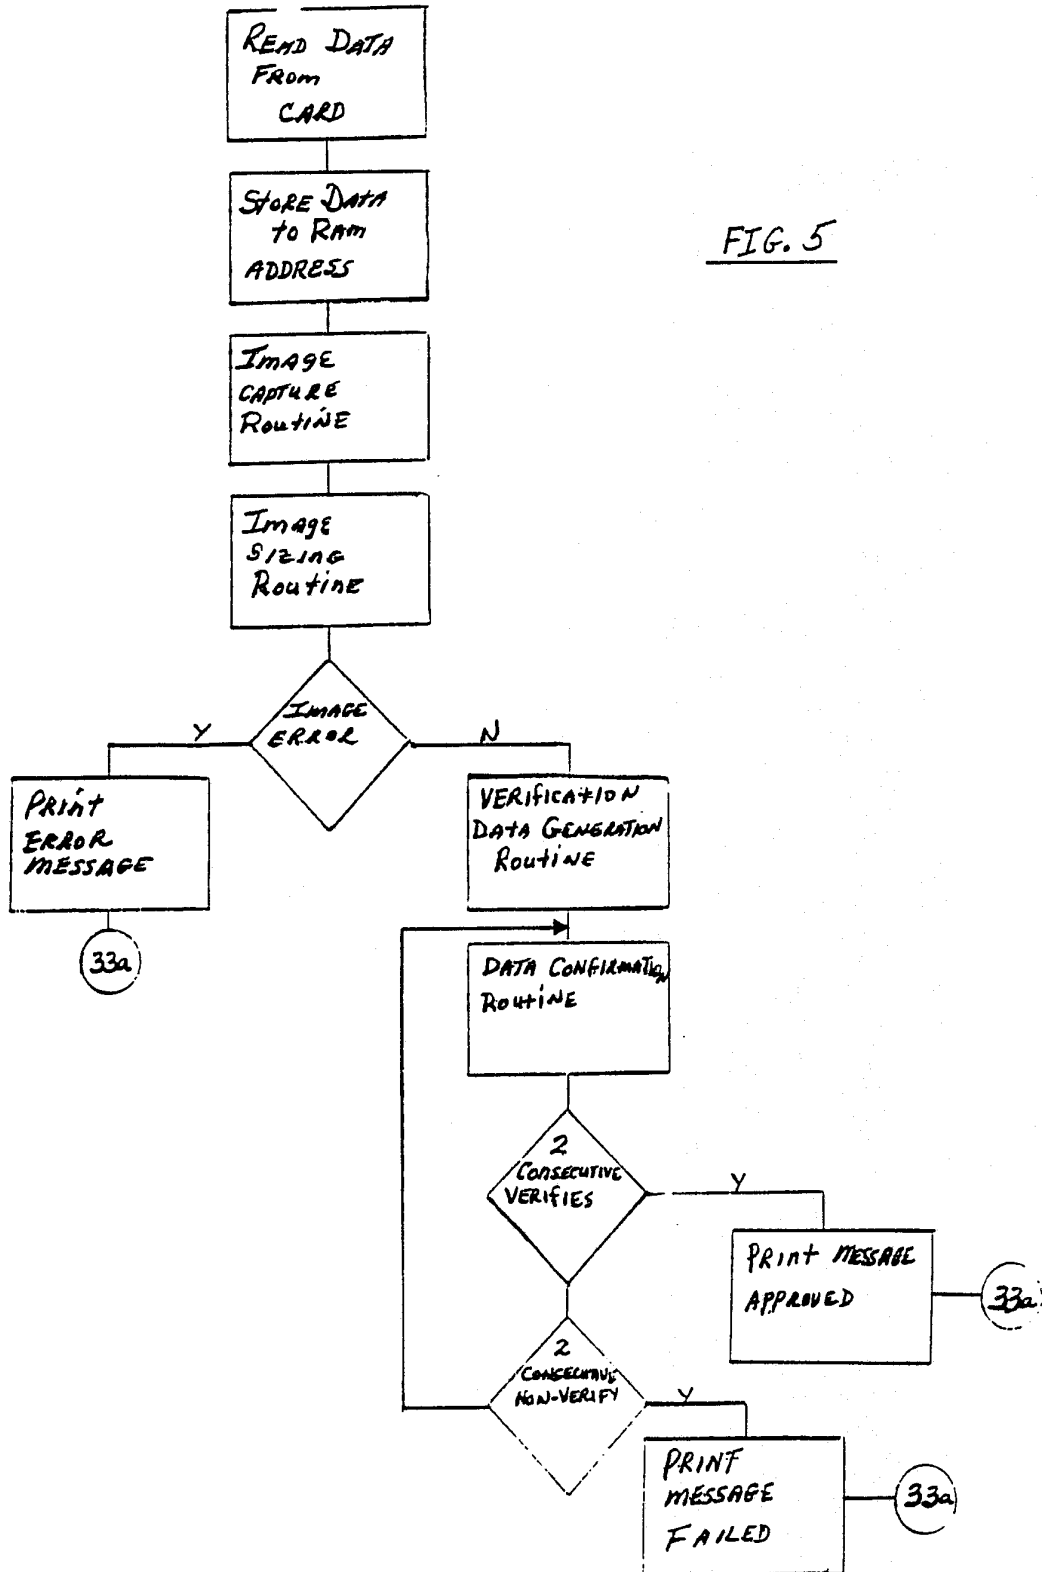 READ DATA
FROM
CARD
STORE DATA
to RAM
ADDRESS
FIG. 5
IMAGE
CAPTURE
ROUTINE
IMAGE
SIZING
ROUTINE
IMAGE
ERROR
Y
N
PRINT
ERROR
MESSAGE
33a
VERIFICATION
DATA GENERATION
ROUTINE
DATA CONFIRMATION
ROUTINE
2
CONSECUTIVE
VERIFIES
Y
PRINT MESSAGE
APPROVED
33a
2
CONSECUTIVE
NON-VERIFY
Y
PRINT
MESSAGE
FAILED
33a